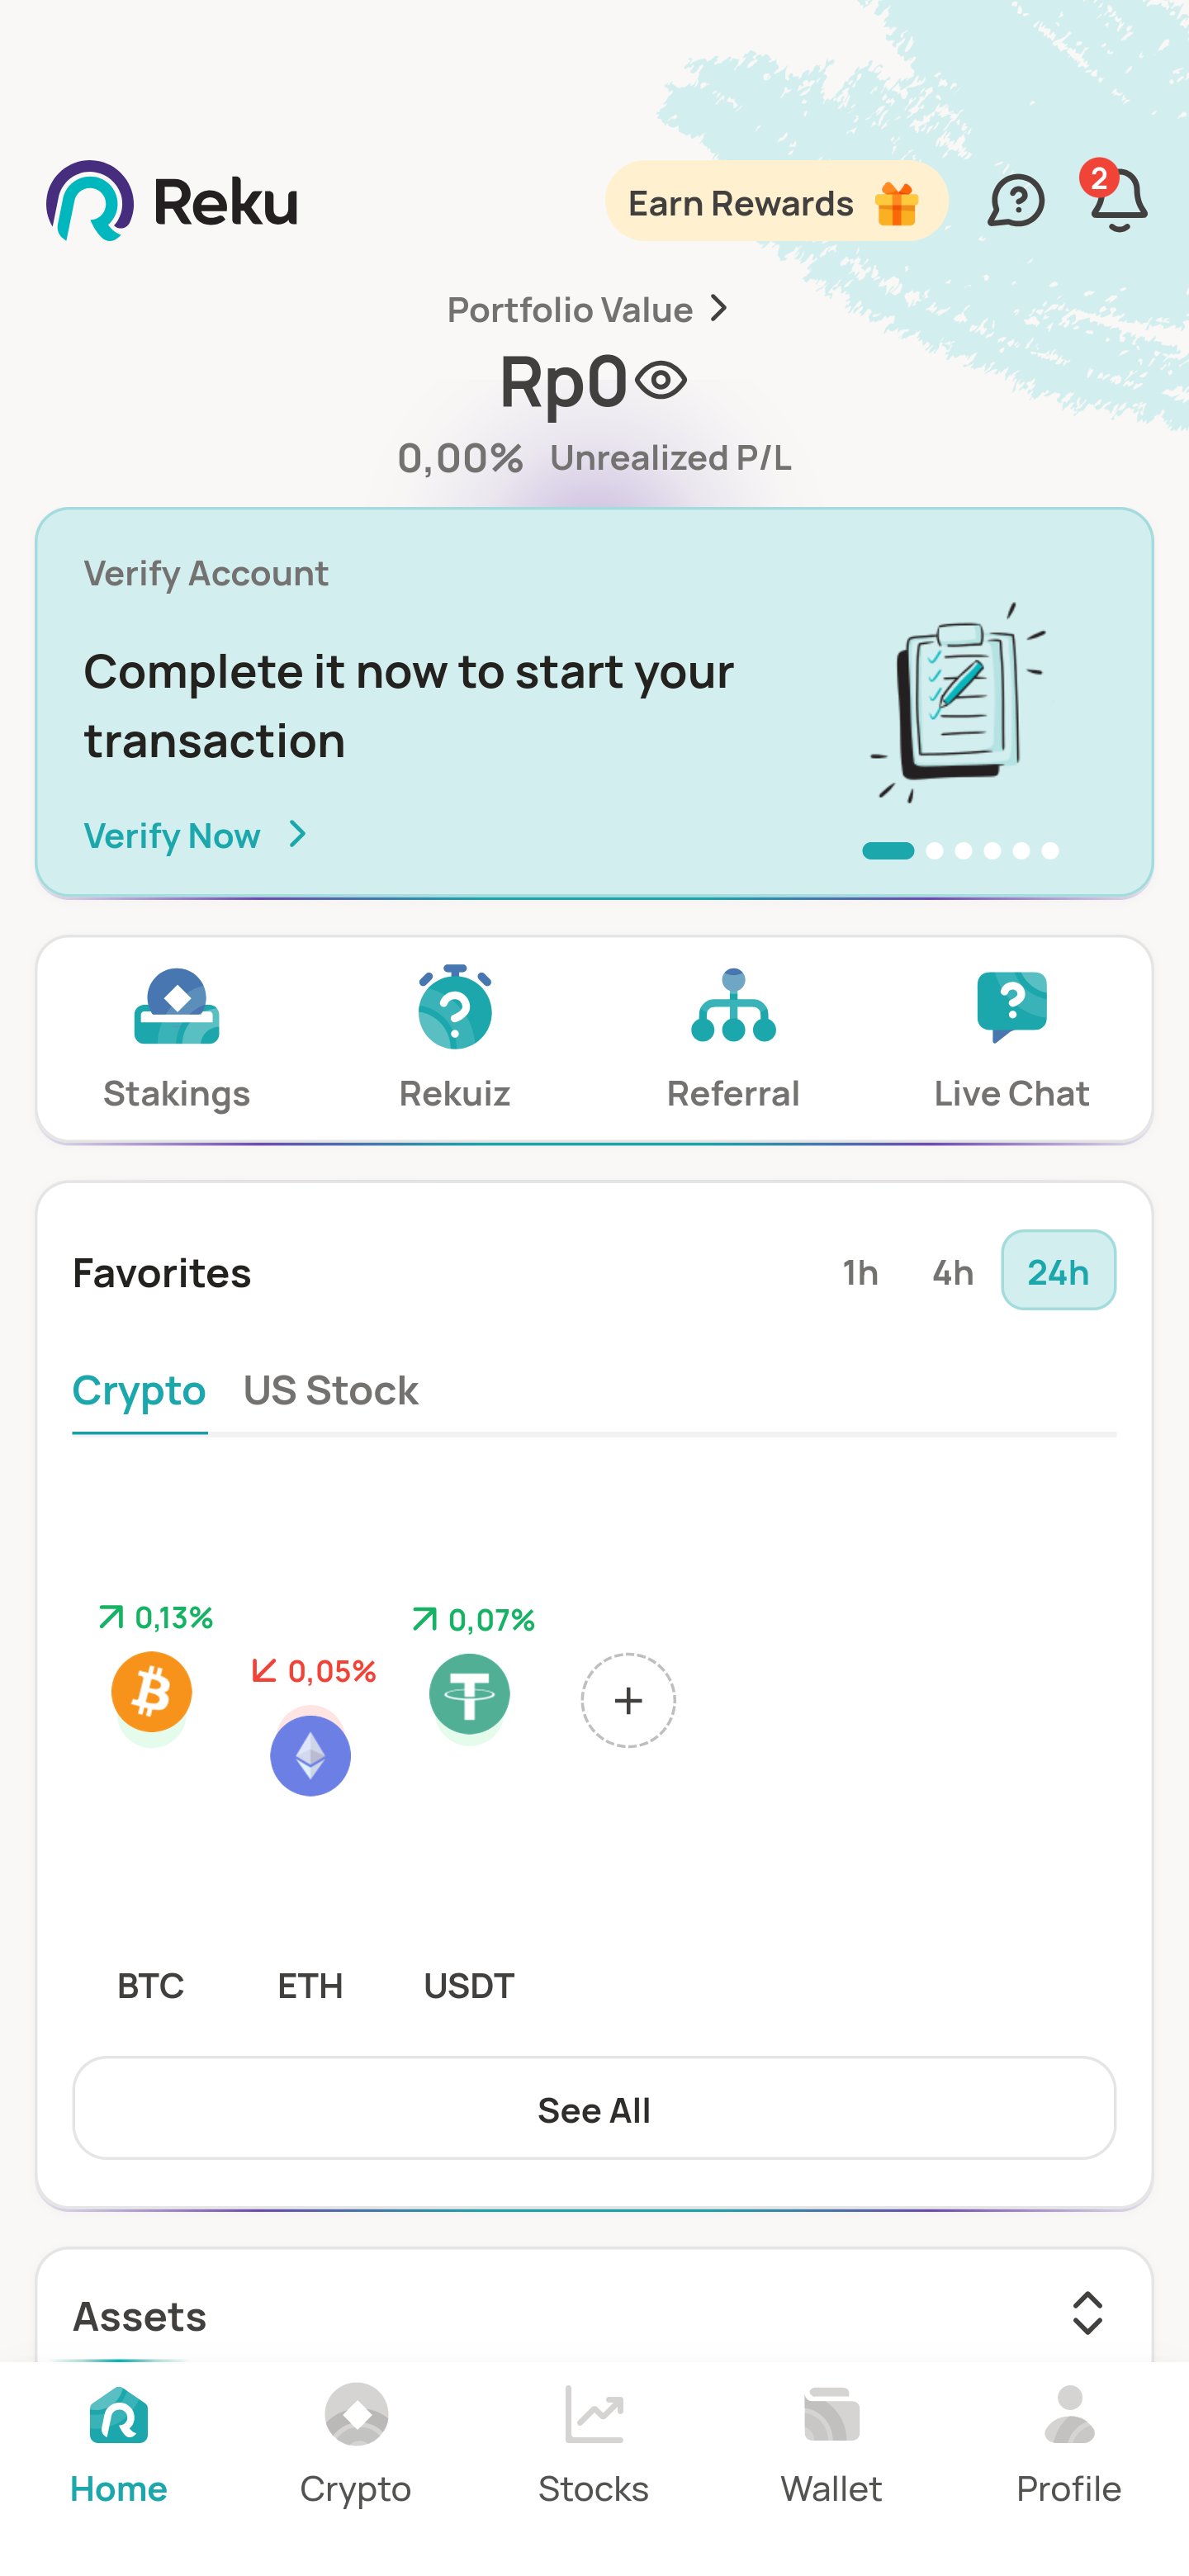 Reku
Earn Rewards
2
Portfolio Value
Rp0
0,00% Unrealized P/L
Verify Account
Complete it now to start your
transaction
Verify Now
Stakings
Rekuiz
Referral
Live Chat
Favorites
1h
4h
24h
Crypto
US Stock
0,13%
0,05%
0,07%
BTC
ETH
USDT
See All
Assets
Home
Crypto
Stocks
Wallet
Profile